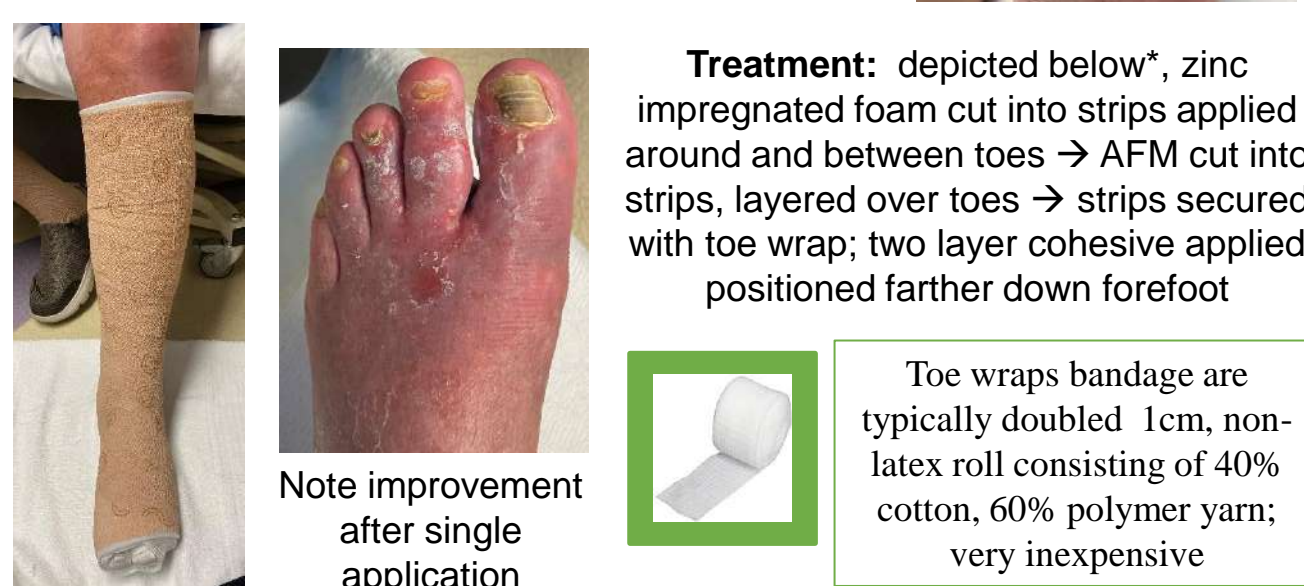 Treatment: depicted below*, zinc
impregnated foam cut into strips applied
around and between toes → AFM cut into
strips, layered over toes → strips secured
with toe wrap; two layer cohesive applied
positioned farther down forefoot
Note improvement
after single
application
Toe wraps bandage are
typically doubled 1cm, non-
latex roll consisting of 40%
cotton, 60% polymer yarn;
very inexpensive